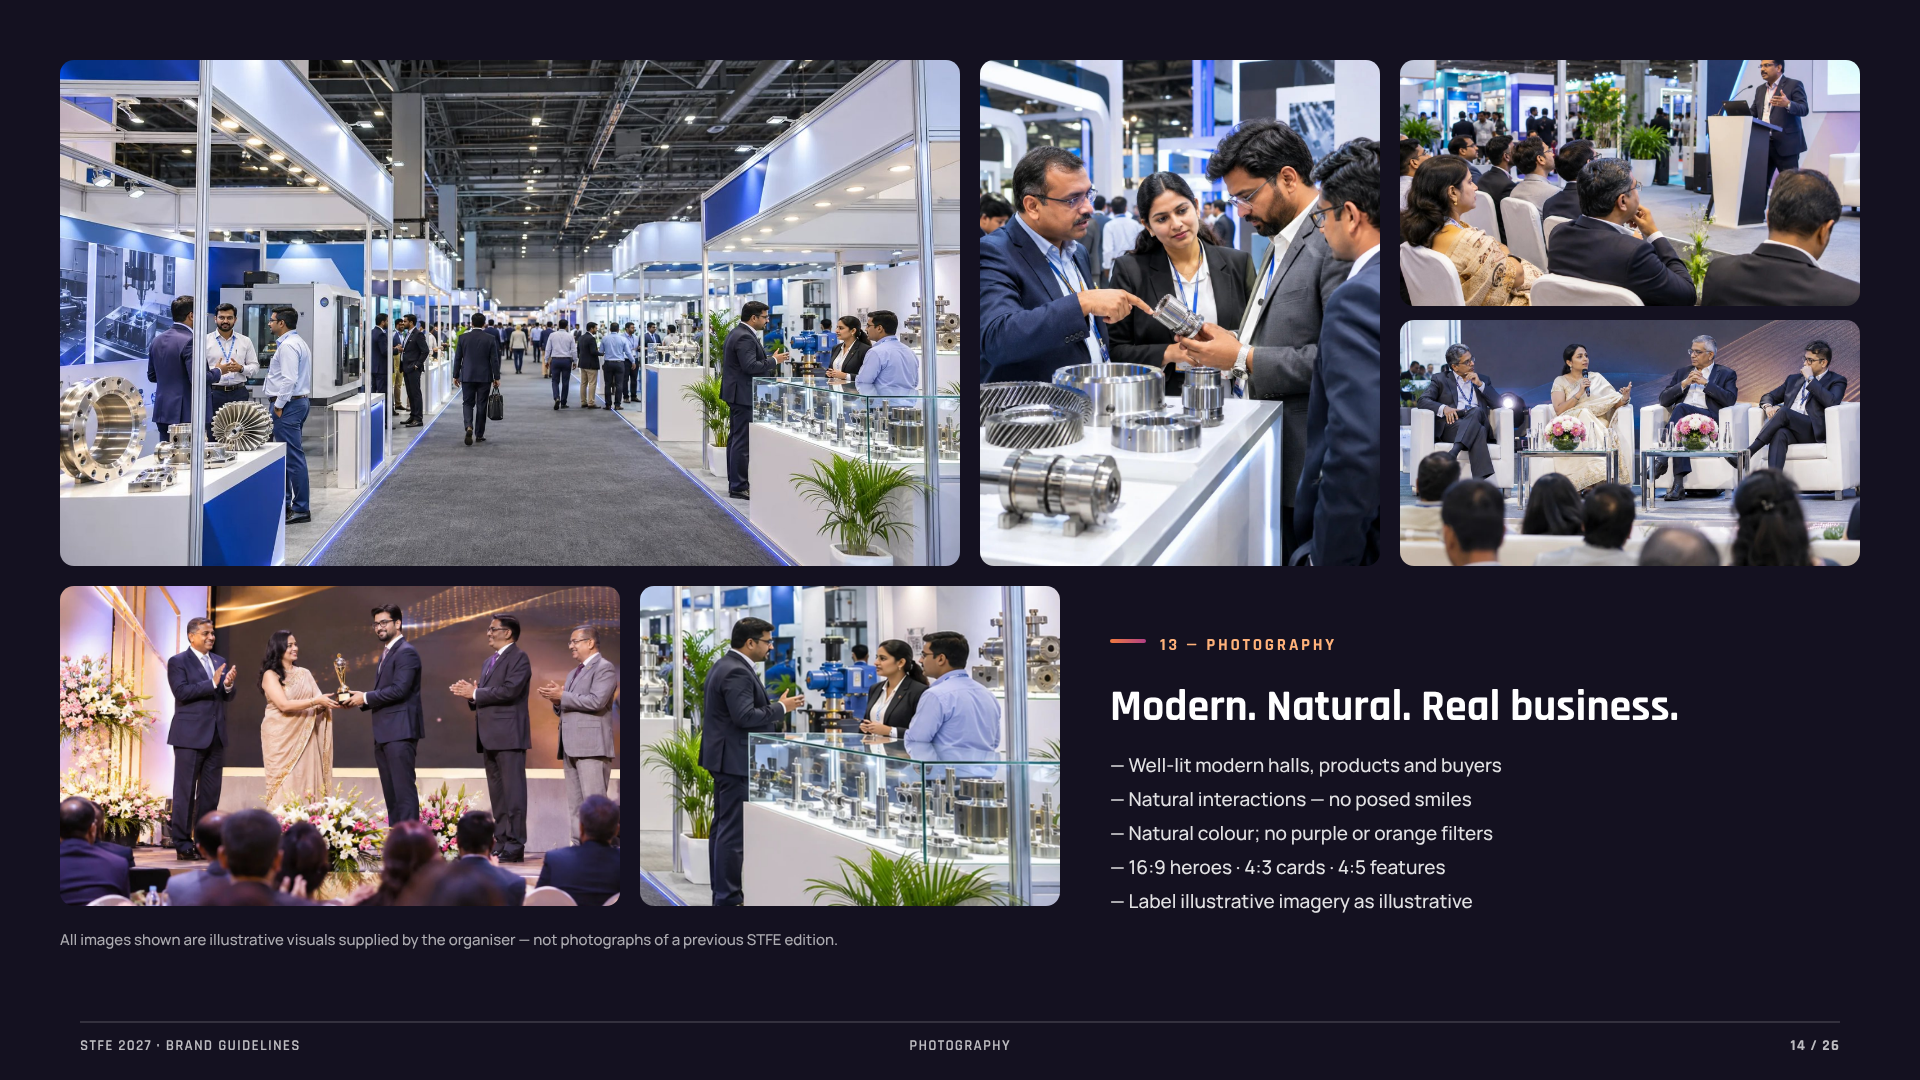 13 — PHOTOGRAPHY
Modern. Natural. Real business.
— Well-lit modern halls, products and buyers
— Natural interactions — no posed smiles
— Natural colour; no purple or orange filters
— 16:9 heroes · 4:3 cards · 4:5 features
— Label illustrative imagery as illustrative
All images shown are illustrative visuals supplied by the organiser — not photographs of a previous STFE edition.
STFE 2027 · BRAND GUIDELINES
PHOTOGRAPHY
14 / 26